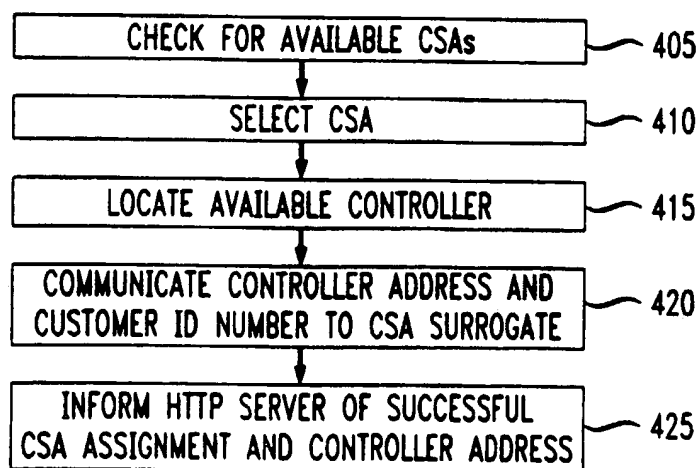 CHECK FOR AVAILABLE CSAs
405
SELECT CSA
410
LOCATE AVAILABLE CONTROLLER
415
COMMUNICATE CONTROLLER ADDRESS AND
CUSTOMER ID NUMBER TO CSA SURROGATE
420
INFORM HTTP SERVER OF SUCCESSFUL
CSA ASSIGNMENT AND CONTROLLER ADDRESS
425